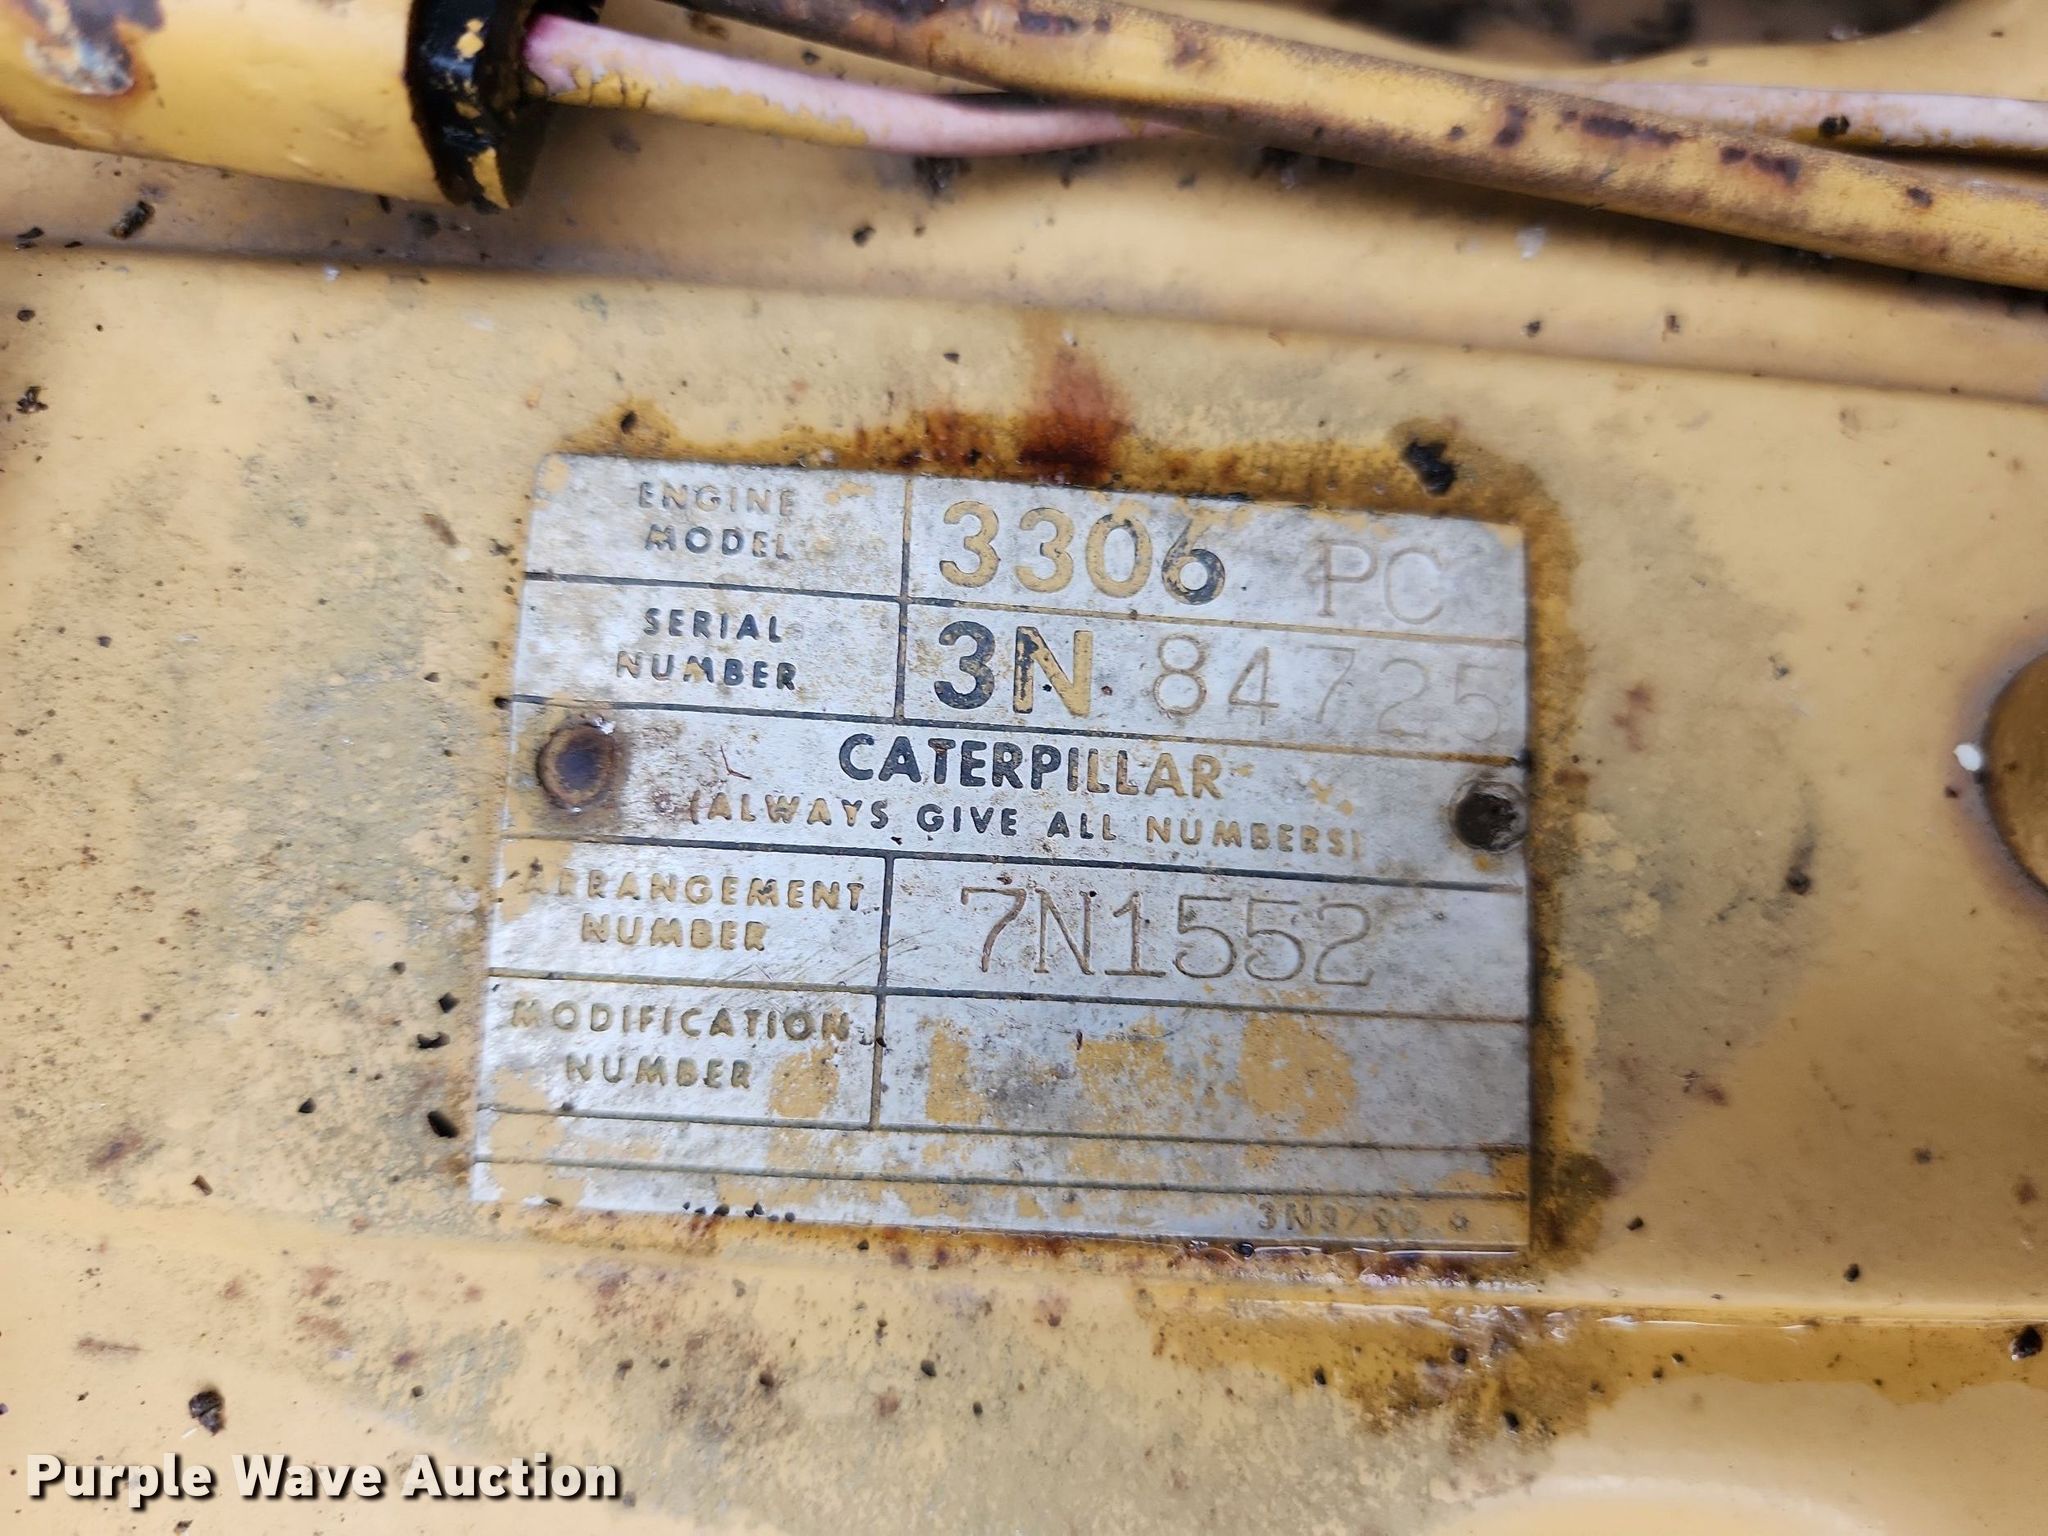 ENGINE MODEL 3306 PC
SERIAL NUMBER 3N 84725
CATERPILLAR
(ALWAYS GIVE ALL NUMBERS)
ARRANGEMENT NUMBER 7N1552
MODIFICATION NUMBER
Purple Wave Auction